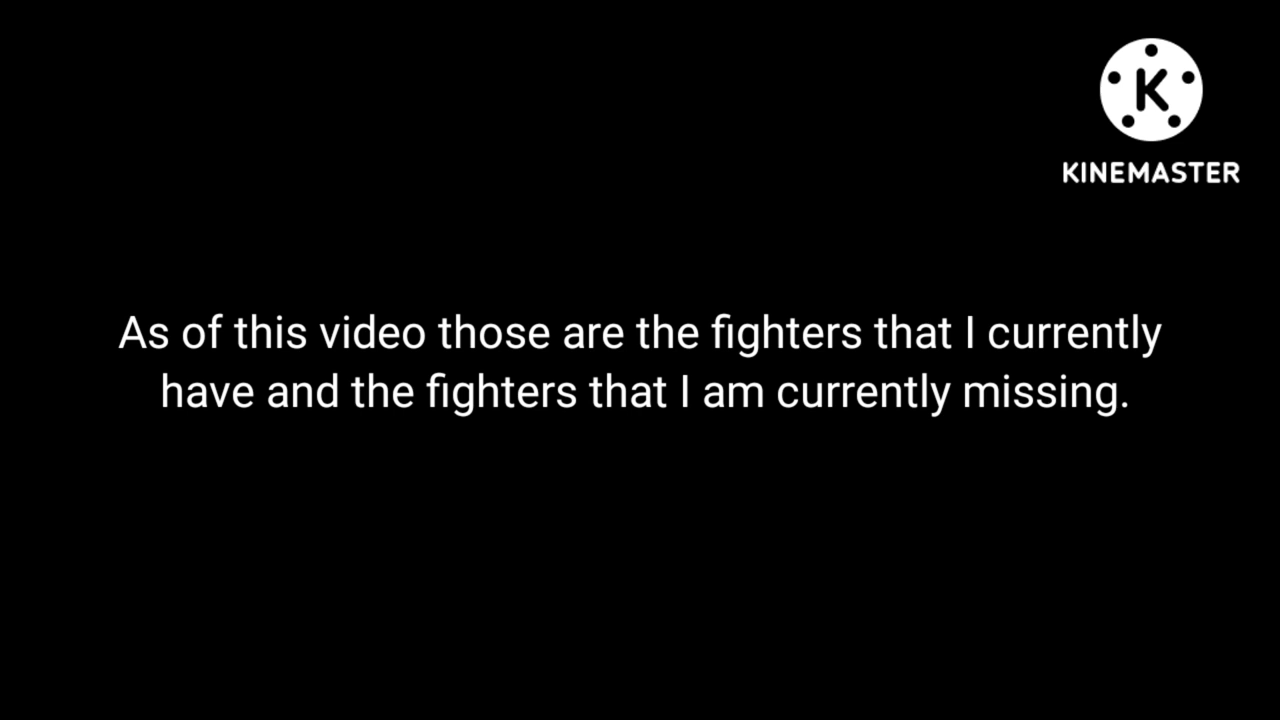 K
KINEMASTER
As of this video those are the fighters that I currently
have and the fighters that I am currently missing.